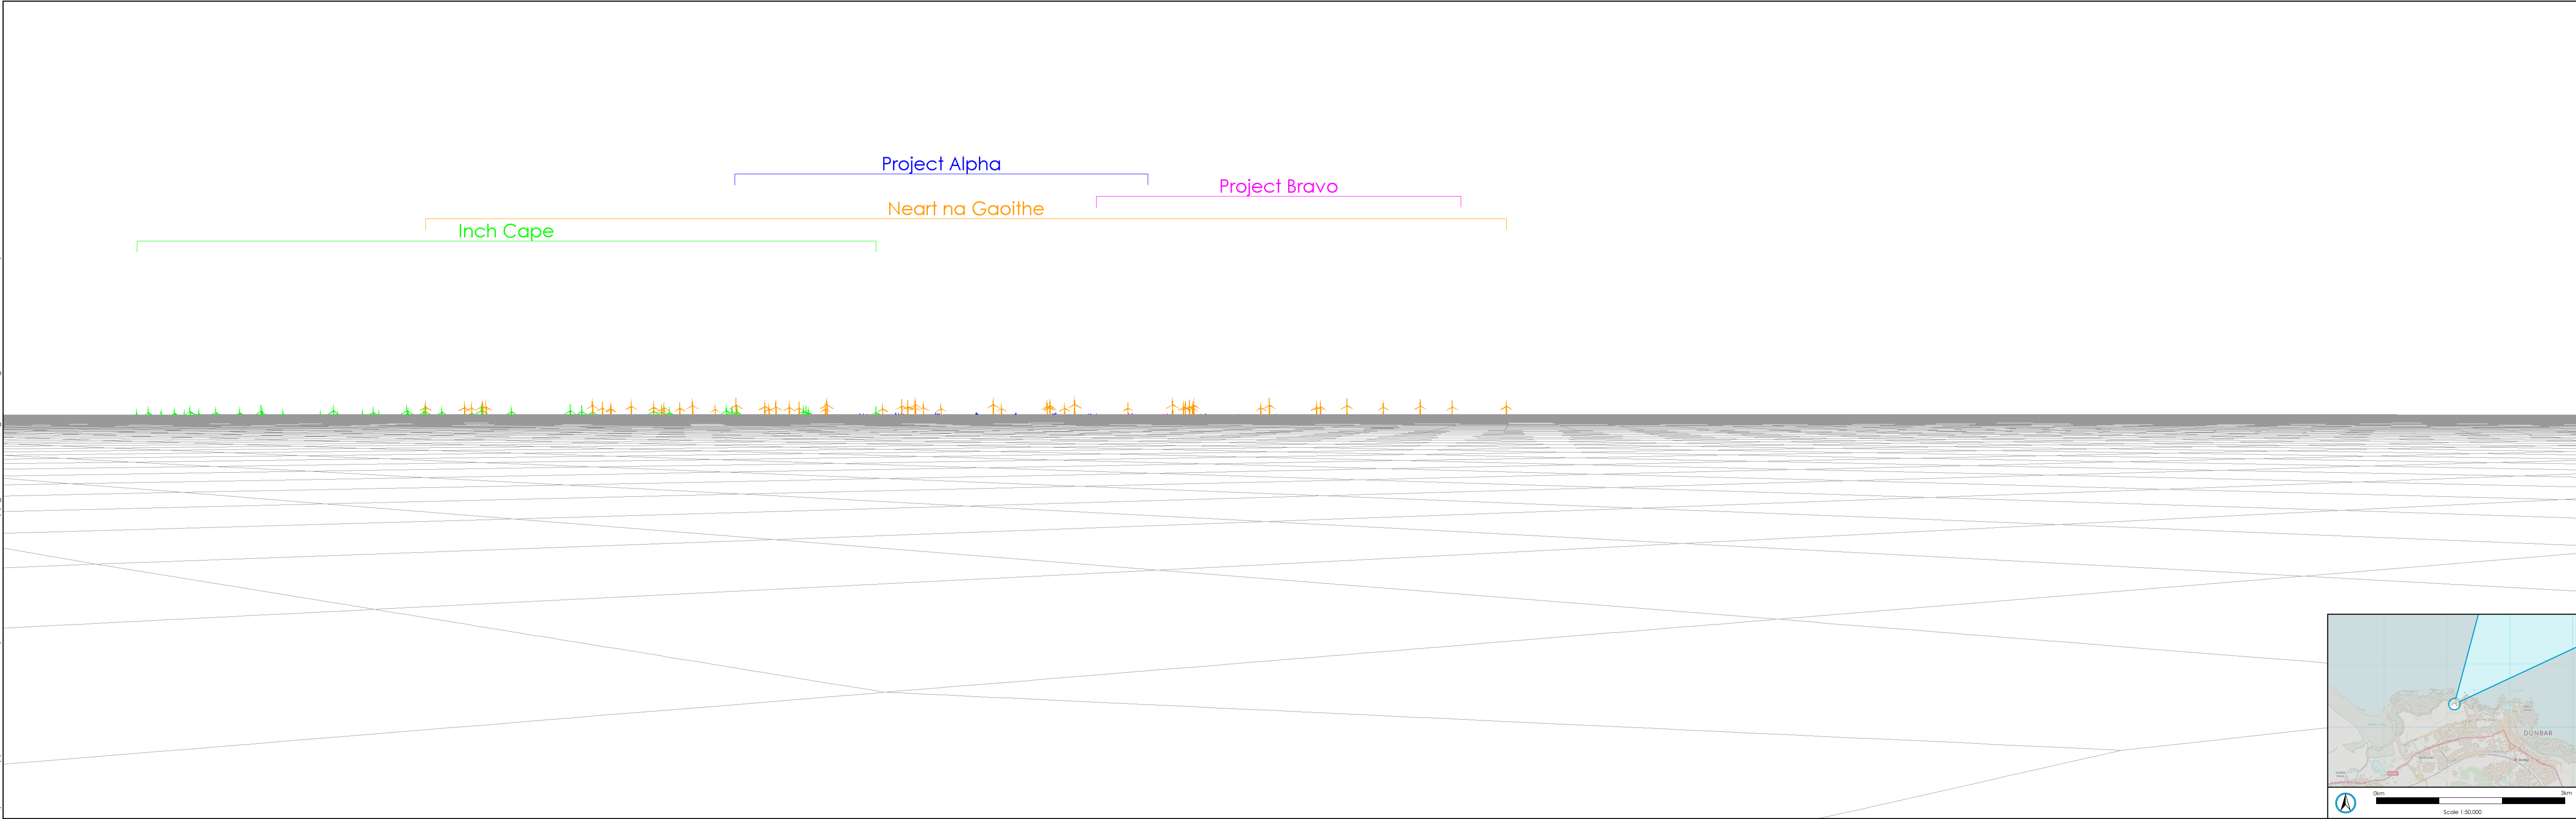 Project Alpha
Project Bravo
Neart na Gaoithe
Inch Cape
DUNBAR
0km
3km
Scale 1:50,000